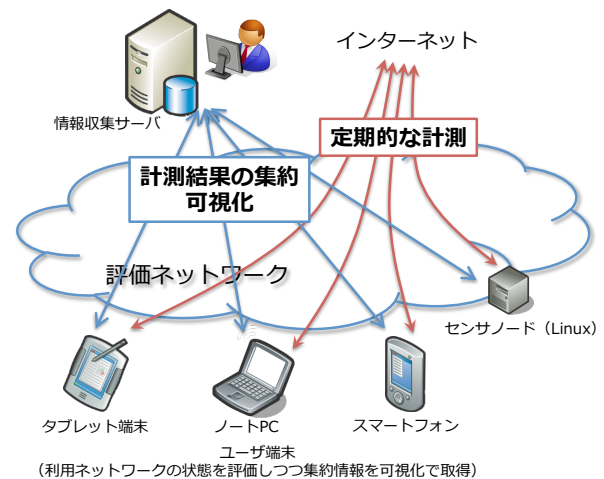 インターネット
情報収集サーバ
定期的な計測
計測結果の集約
可視化
評価ネットワーク
センサノード（Linux）
タブレット端末
ノートPC
スマートフォン
ユーザ端末
（利用ネットワークの状態を評価しつつ集約情報を可視化で取得）